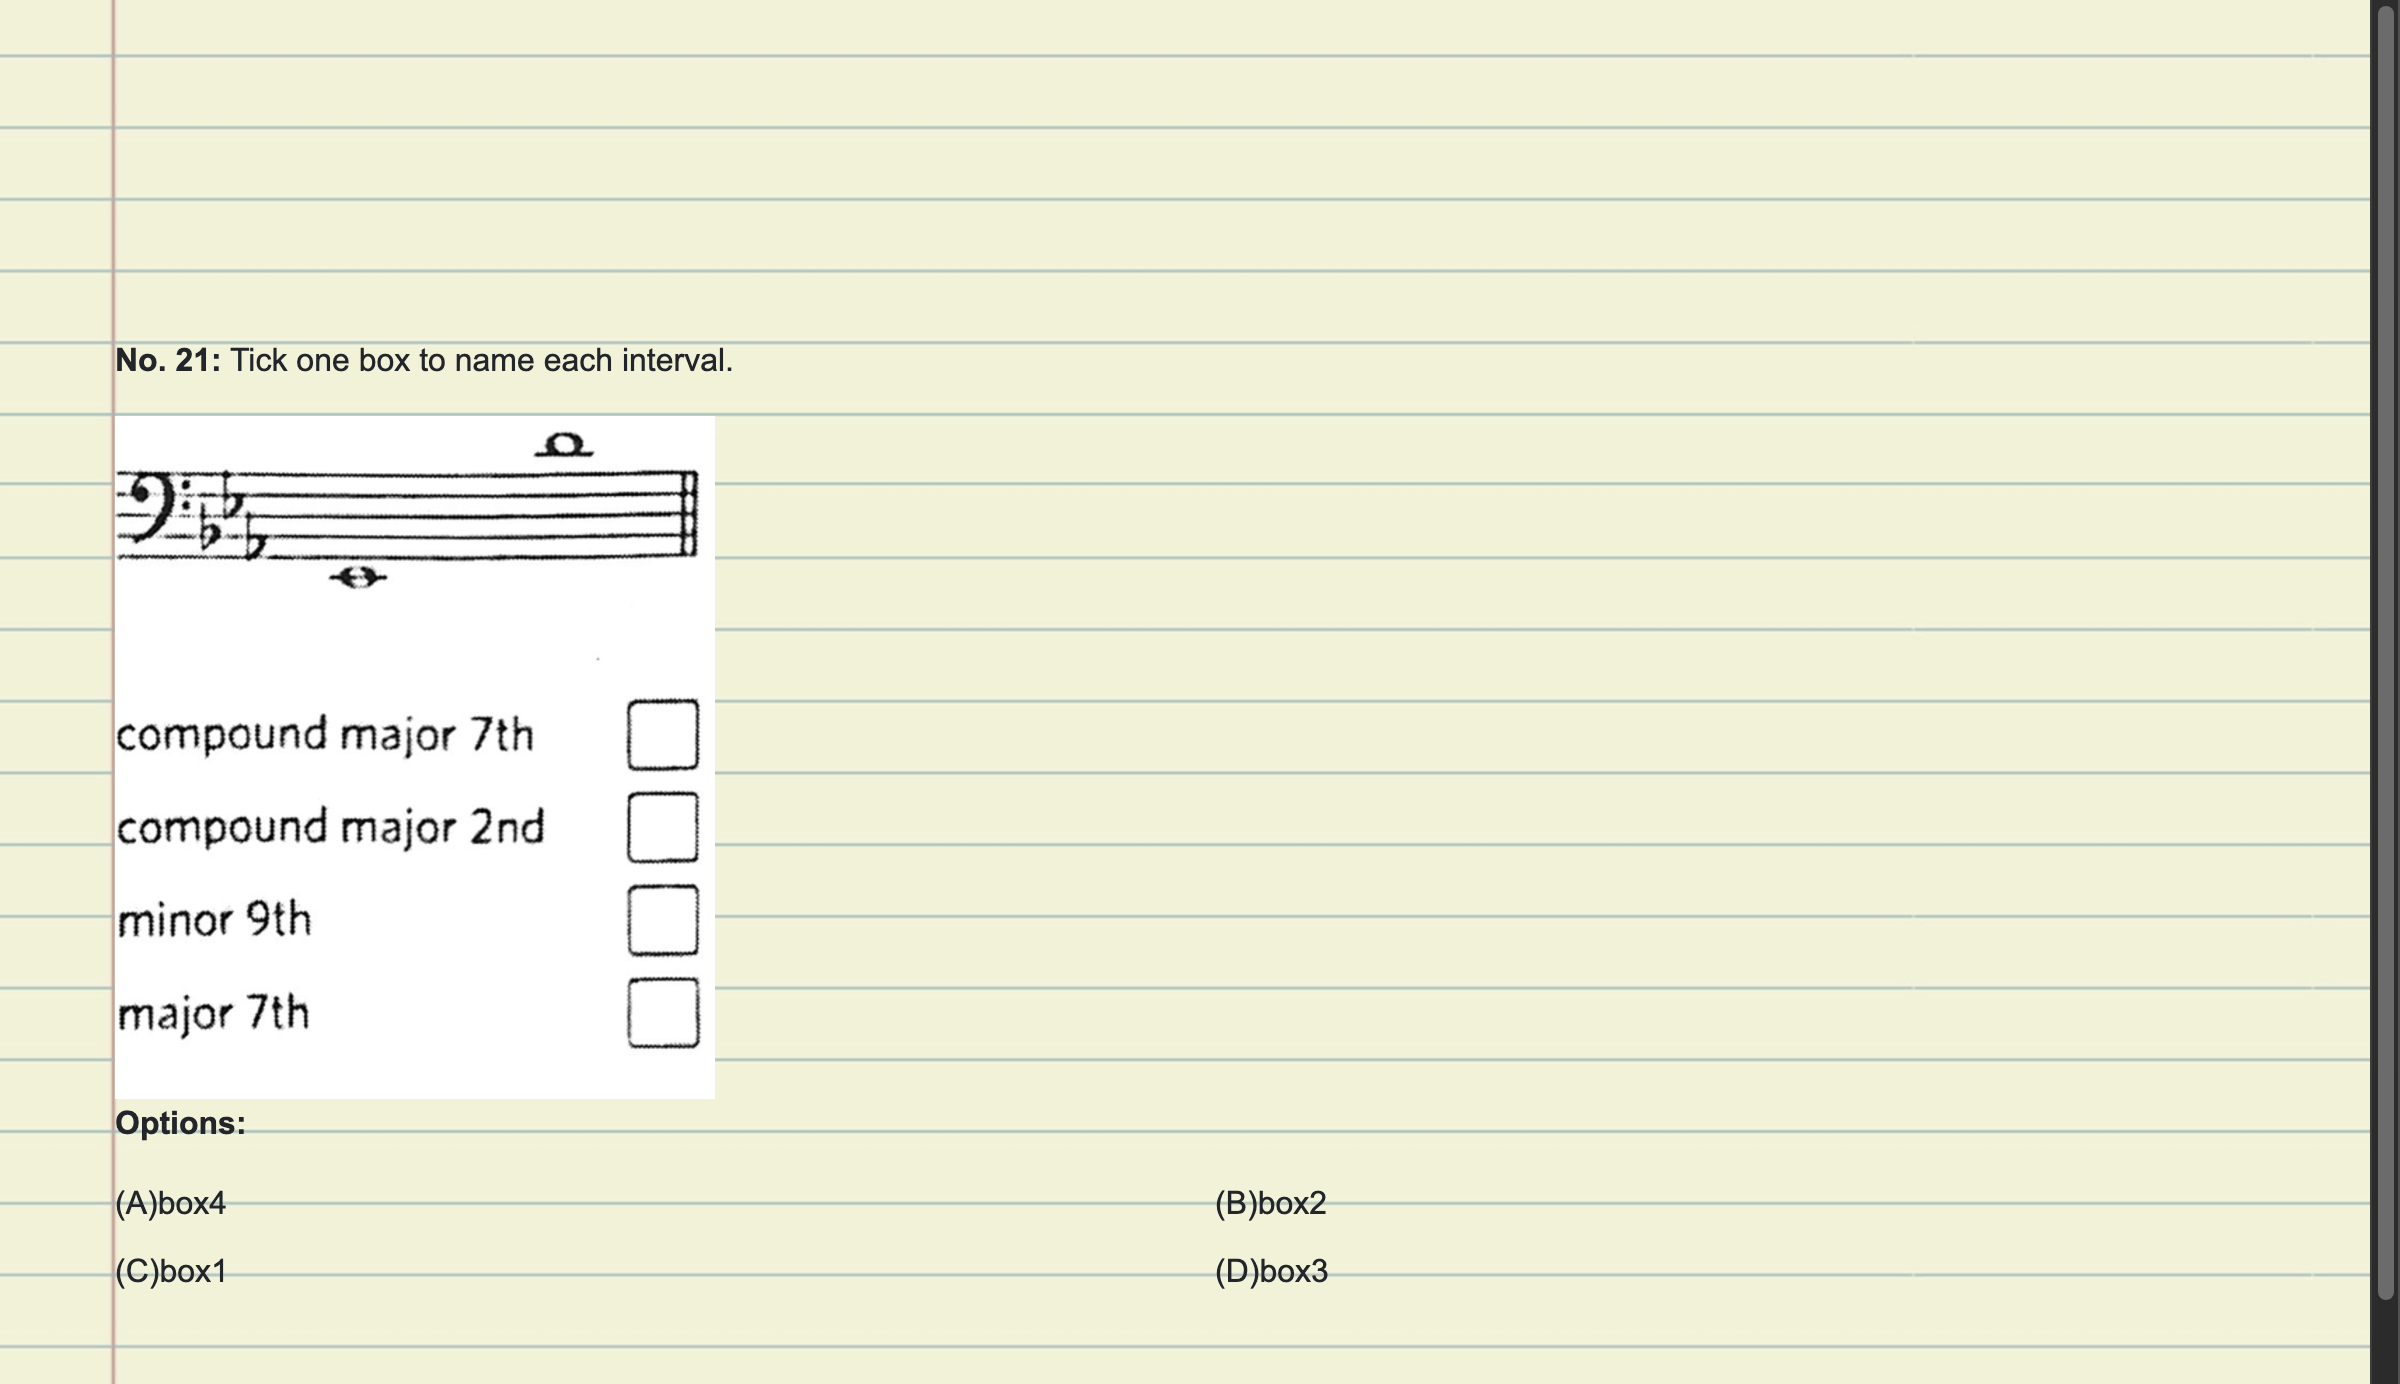 No. 21: Tick one box to name each interval.
compound major 7th
compound major 2nd
minor 9th
major 7th
Options:
(A)box4
(B)box2
(C)box1
(D)box3